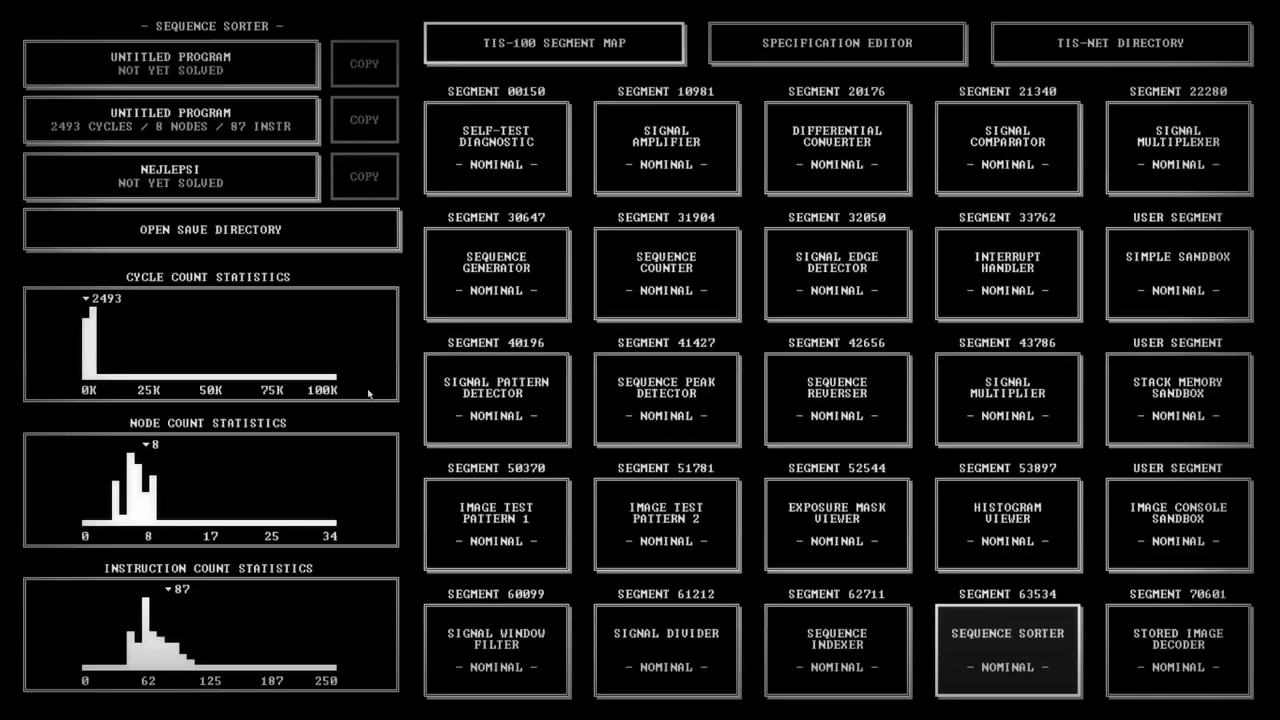 — SEQUENCE SORTER —
UNTITLED PROGRAM
NOT YET SOLVED
COPY
UNTITLED PROGRAM
2493 CYCLES / 8 NODES / 87 INSTR
COPY
NEJLEPSI
NOT YET SOLVED
COPY
OPEN SAVE DIRECTORY
CYCLE COUNT STATISTICS
2493
0K 25K 50K 75K 100K
NODE COUNT STATISTICS
8
0 8 17 25 34
INSTRUCTION COUNT STATISTICS
87
0 62 125 187 250
TIS-100 SEGMENT MAP
SPECIFICATION EDITOR
TIS-NET DIRECTORY
SEGMENT 00150
SELF-TEST
DIAGNOSTIC
— NOMINAL —
SEGMENT 10981
SIGNAL
AMPLIFIER
— NOMINAL —
SEGMENT 20176
DIFFERENTIAL
CONVERTER
— NOMINAL —
SEGMENT 21340
SIGNAL
COMPARATOR
— NOMINAL —
SEGMENT 22280
SIGNAL
MULTIPLEXER
— NOMINAL —
SEGMENT 30647
SEQUENCE
GENERATOR
— NOMINAL —
SEGMENT 31904
SEQUENCE
COUNTER
— NOMINAL —
SEGMENT 32050
SIGNAL EDGE
DETECTOR
— NOMINAL —
SEGMENT 33762
INTERRUPT
HANDLER
— NOMINAL —
USER SEGMENT
SIMPLE SANDBOX
— NOMINAL —
SEGMENT 40196
SIGNAL PATTERN
DETECTOR
— NOMINAL —
SEGMENT 41427
SEQUENCE PEAK
DETECTOR
— NOMINAL —
SEGMENT 42656
SEQUENCE
REVERSER
— NOMINAL —
SEGMENT 43786
SIGNAL
MULTIPLIER
— NOMINAL —
USER SEGMENT
STACK MEMORY
SANDBOX
— NOMINAL —
SEGMENT 50370
IMAGE TEST
PATTERN 1
— NOMINAL —
SEGMENT 51781
IMAGE TEST
PATTERN 2
— NOMINAL —
SEGMENT 52544
EXPOSURE MASK
VIEWER
— NOMINAL —
SEGMENT 53897
HISTOGRAM
VIEWER
— NOMINAL —
USER SEGMENT
IMAGE CONSOLE
SANDBOX
— NOMINAL —
SEGMENT 60099
SIGNAL WINDOW
FILTER
— NOMINAL —
SEGMENT 61212
SIGNAL DIVIDER
— NOMINAL —
SEGMENT 62711
SEQUENCE
INDEXER
— NOMINAL —
SEGMENT 63534
SEQUENCE SORTER
— NOMINAL —
SEGMENT 70601
STORED IMAGE
DECODER
— NOMINAL —